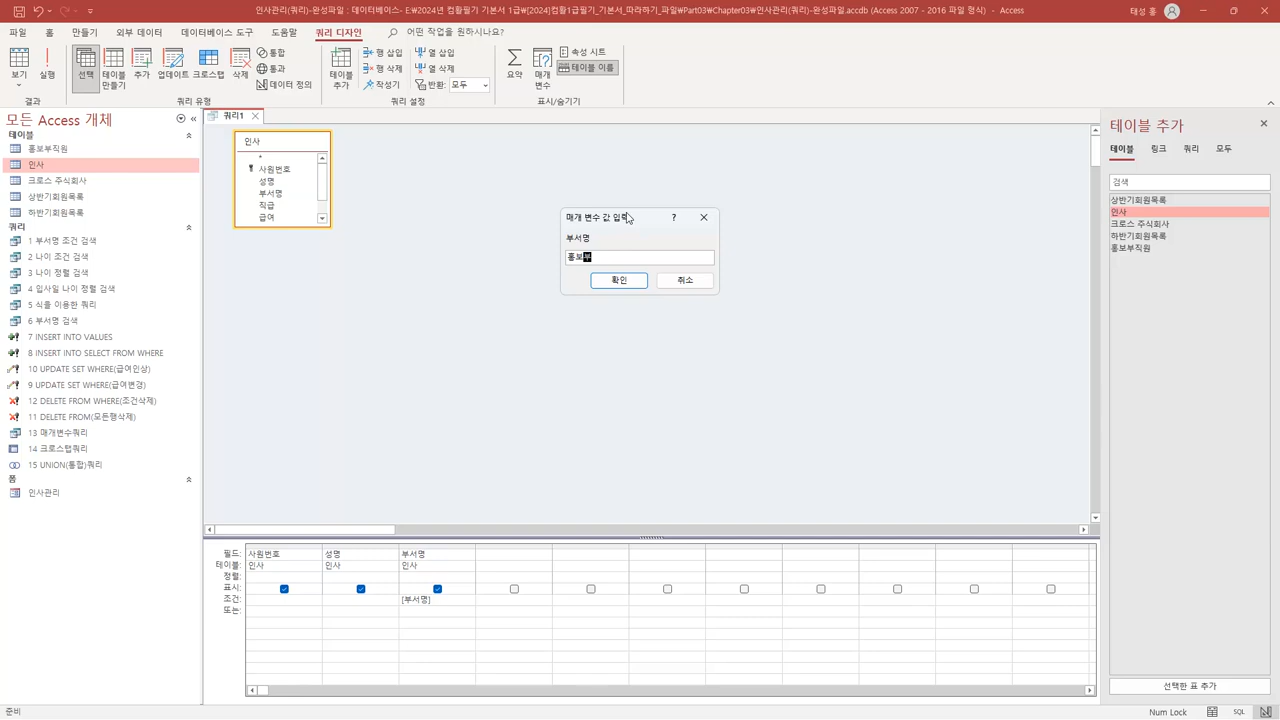 인사관리(쿼리)-완성파일 : 데이터베이스- E:₩2024년 컴활필기 기본서 1급₩[2024]컴활1급필기_기본서_따라하기_파일₩Part03₩Chapter03₩인사관리(쿼리)-완성파일.accdb (Access 2007 - 2016 파일 형식) - Access
태성 홍
파일 홈 만들기 외부 데이터 데이터베이스 도구 도움말 쿼리 디자인 어떤 작업을 원하시나요?
보기
실행
결과
선택
테이블 만들기
추가
업데이트
크로스탭
삭제
통합
통과
데이터 정의
쿼리 유형
테이블 추가
행 삽입
행 삭제
작성기
열 삽입
열 삭제
반환: 모두
쿼리 설정
요약
매개 변수
속성 시트
테이블 이름
표시/숨기기
모든 Access 개체
테이블
홍보부직원
인사
크로스 주식회사
상반기회원목록
하반기회원목록
쿼리
1 부서명 조건 검색
2 나이 조건 검색
3 나이 정렬 검색
4 입사일 나이 정렬 검색
5 식을 이용한 쿼리
6 부서명 검색
7 INSERT INTO VALUES
8 INSERT INTO SELECT FROM WHERE
10 UPDATE SET WHERE(급여인상)
9 UPDATE SET WHERE(급여변경)
12 DELETE FROM WHERE(조건삭제)
11 DELETE FROM(모든행삭제)
13 매개변수쿼리
14 크로스탭쿼리
15 UNION(통합)쿼리
폼
인사관리
쿼리1
인사
*
사원번호
성명
부서명
직급
급여
매개 변수 값 입력
?
부서명
홍보부
확인 취소
필드: 사원번호 성명 부서명
테이블: 인사 인사 인사
정렬:
표시:
조건: [부서명]
또는:
테이블 추가
테이블 링크 쿼리 모두
검색
상반기회원목록
인사
크로스 주식회사
하반기회원목록
홍보부직원
선택한 표 추가
준비
Num Lock
SQL